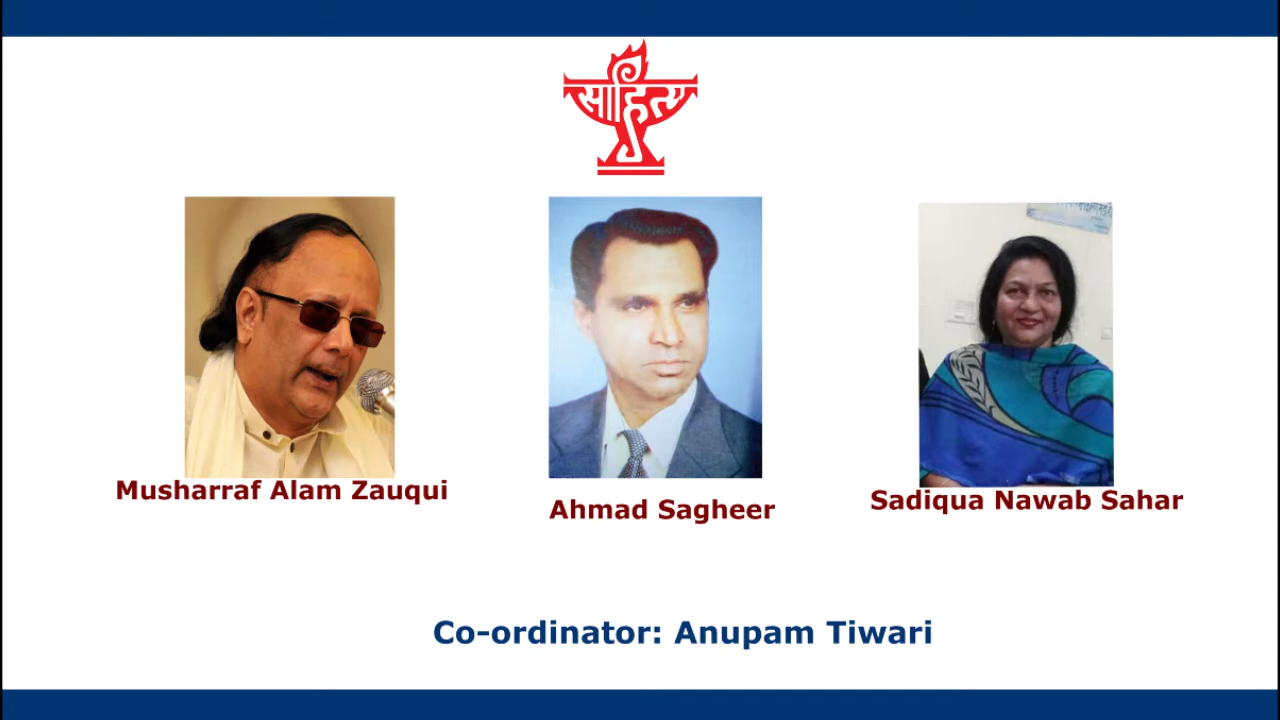 साहित्य
Musharraf Alam Zauqui
Ahmad Sagheer
Sadiqua Nawab Sahar
Co-ordinator: Anupam Tiwari